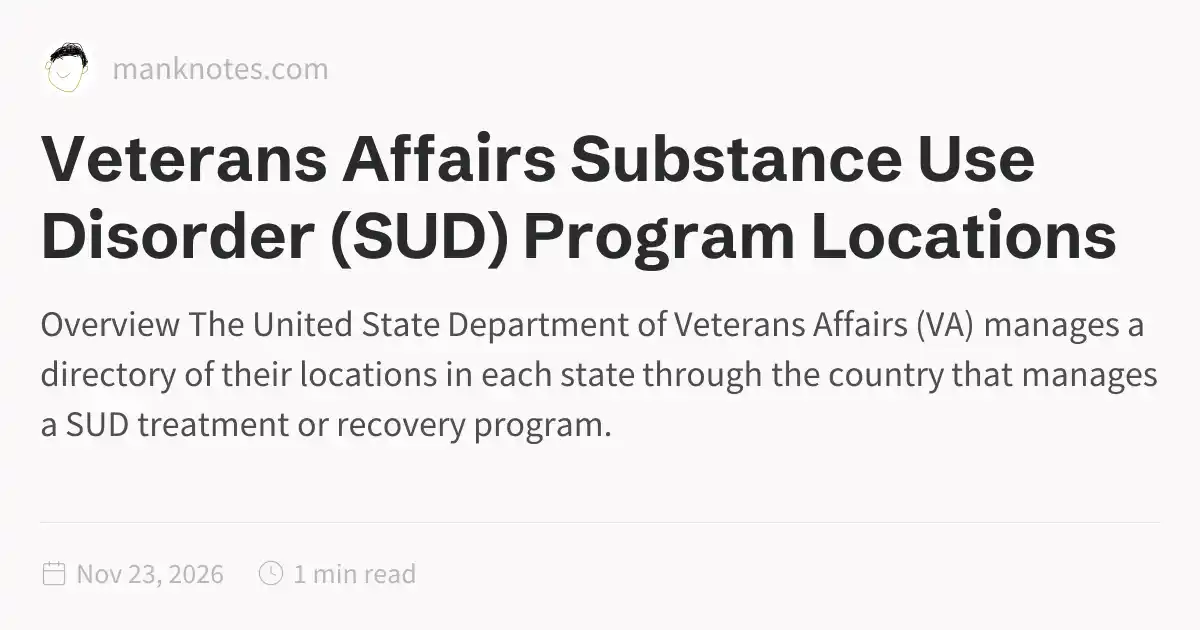 manknotes.com
Veterans Affairs Substance Use
Disorder (SUD) Program Locations
Overview The United State Department of Veterans Affairs (VA) manages a
directory of their locations in each state through the country that manages
a SUD treatment or recovery program.
Nov 23, 2026 1 min read